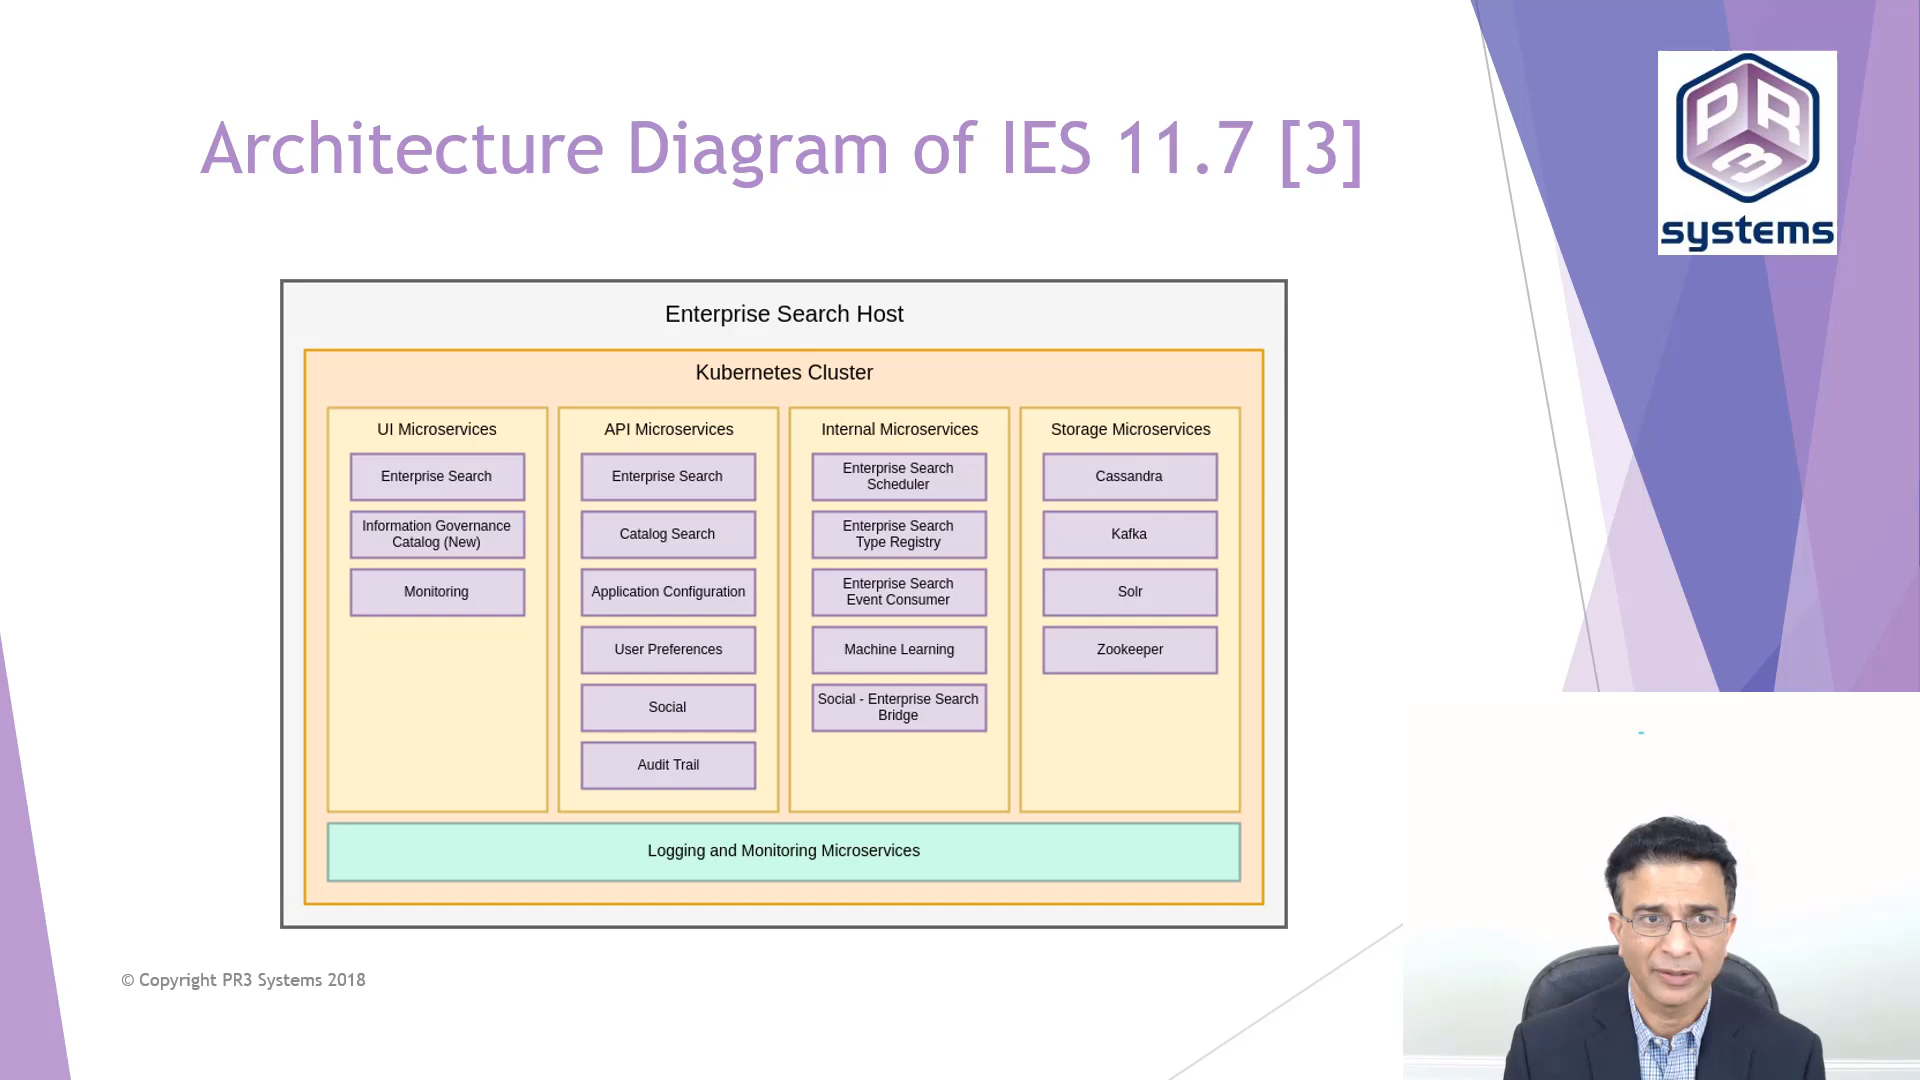 Architecture Diagram of IES 11.7 [3]
PR3
systems
Enterprise Search Host
Kubernetes Cluster
UI Microservices
Enterprise Search
Information Governance
Catalog (New)
Monitoring
API Microservices
Enterprise Search
Catalog Search
Application Configuration
User Preferences
Social
Audit Trail
Internal Microservices
Enterprise Search
Scheduler
Enterprise Search
Type Registry
Enterprise Search
Event Consumer
Machine Learning
Social - Enterprise Search
Bridge
Storage Microservices
Cassandra
Kafka
Solr
Zookeeper
Logging and Monitoring Microservices
© Copyright PR3 Systems 2018